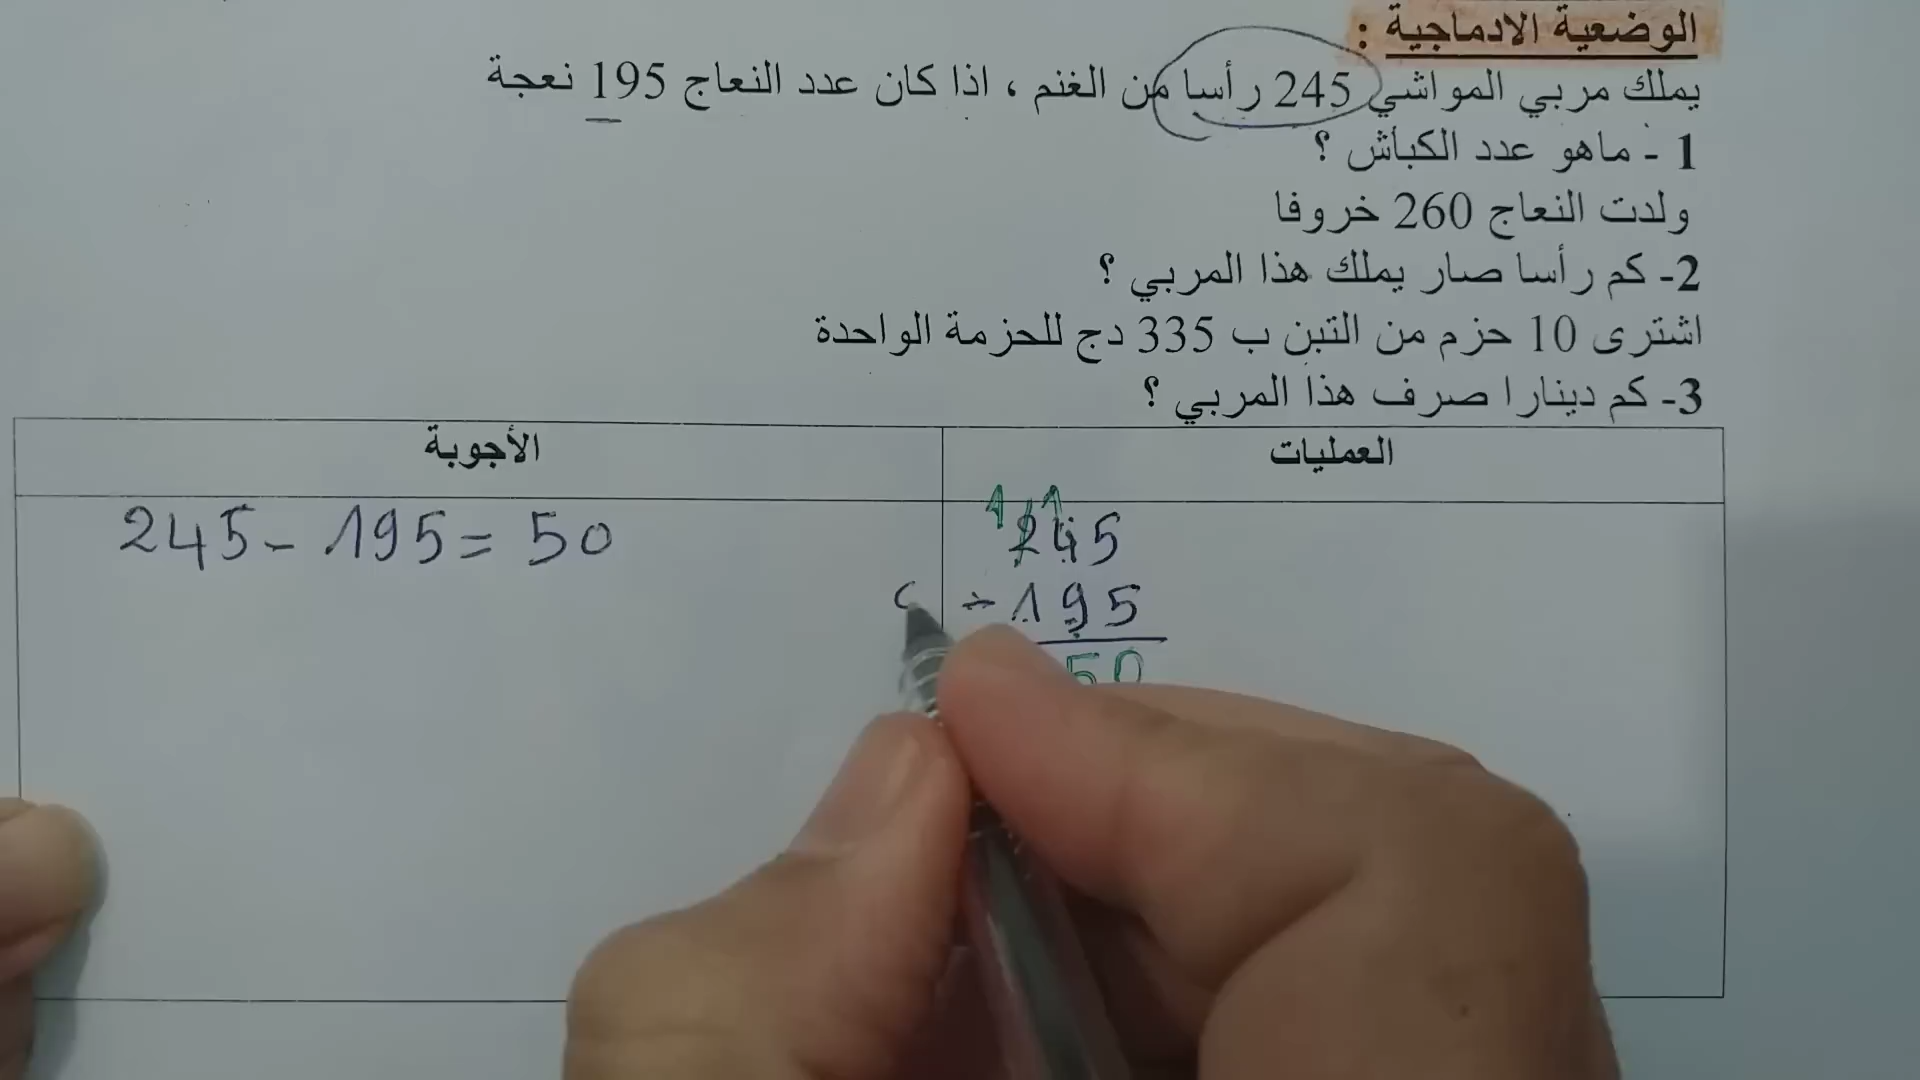 الوضعية الادماجية :
يملك مربي المواشي 245 رأسا من الغنم ، اذا كان عدد النعاج 195 نعجة
1 - ماهو عدد الكباش ؟
ولدت النعاج 260 خروفا
2- كم رأسا صار يملك هذا المربي ؟
اشترى 10 حزم من التبن ب 335 دج للحزمة الواحدة
3- كم دينارا صرف هذا المربي ؟
العمليات
الأجوبة
245
- 195
50
245 - 195 = 50